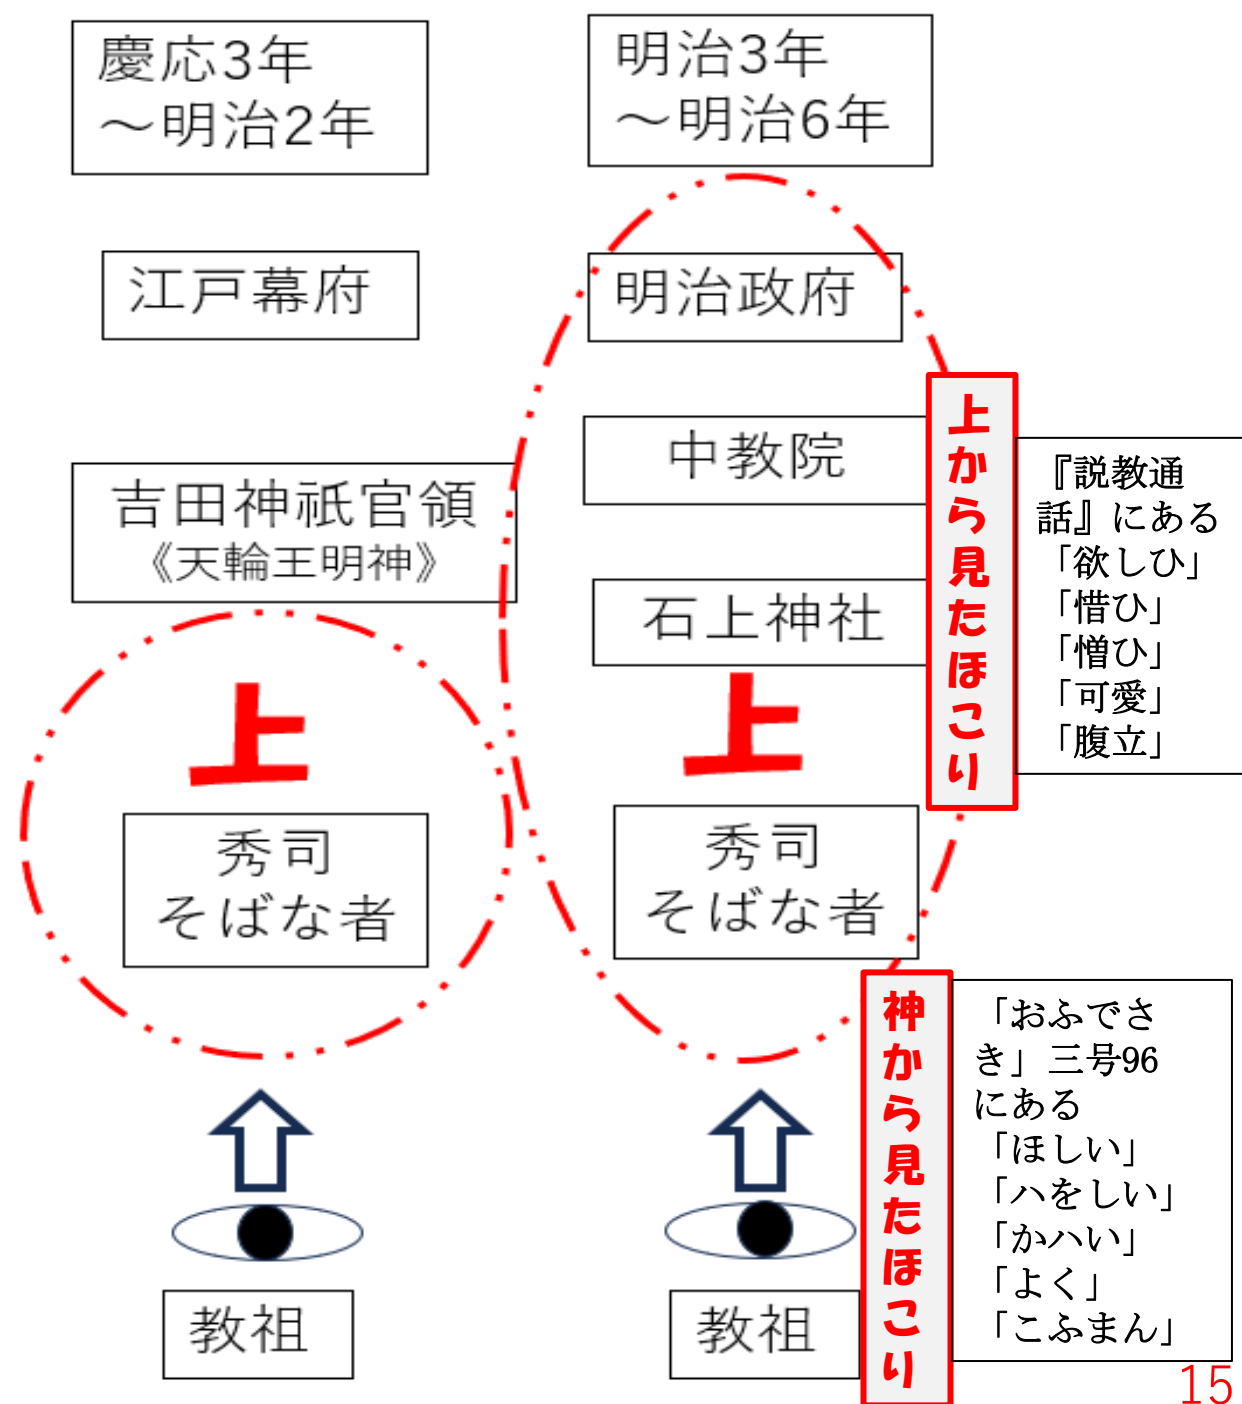 慶応3年
～明治2年
江戸幕府
吉田神祇官領
《天輪王明神》
上
秀司
そばな者
教祖
明治3年
～明治6年
明治政府
中教院
石上神社
上
秀司
そばな者
教祖
上から見たほこり
『説教通
話』にある
「欲しひ」
「惜ひ」
「憎ひ」
「可愛」
「腹立」
神から見たほこり
「おふでさ
き」三号96
にある
「ほしい」
「ハをしい」
「かハい」
「よく」
「こふまん」
15